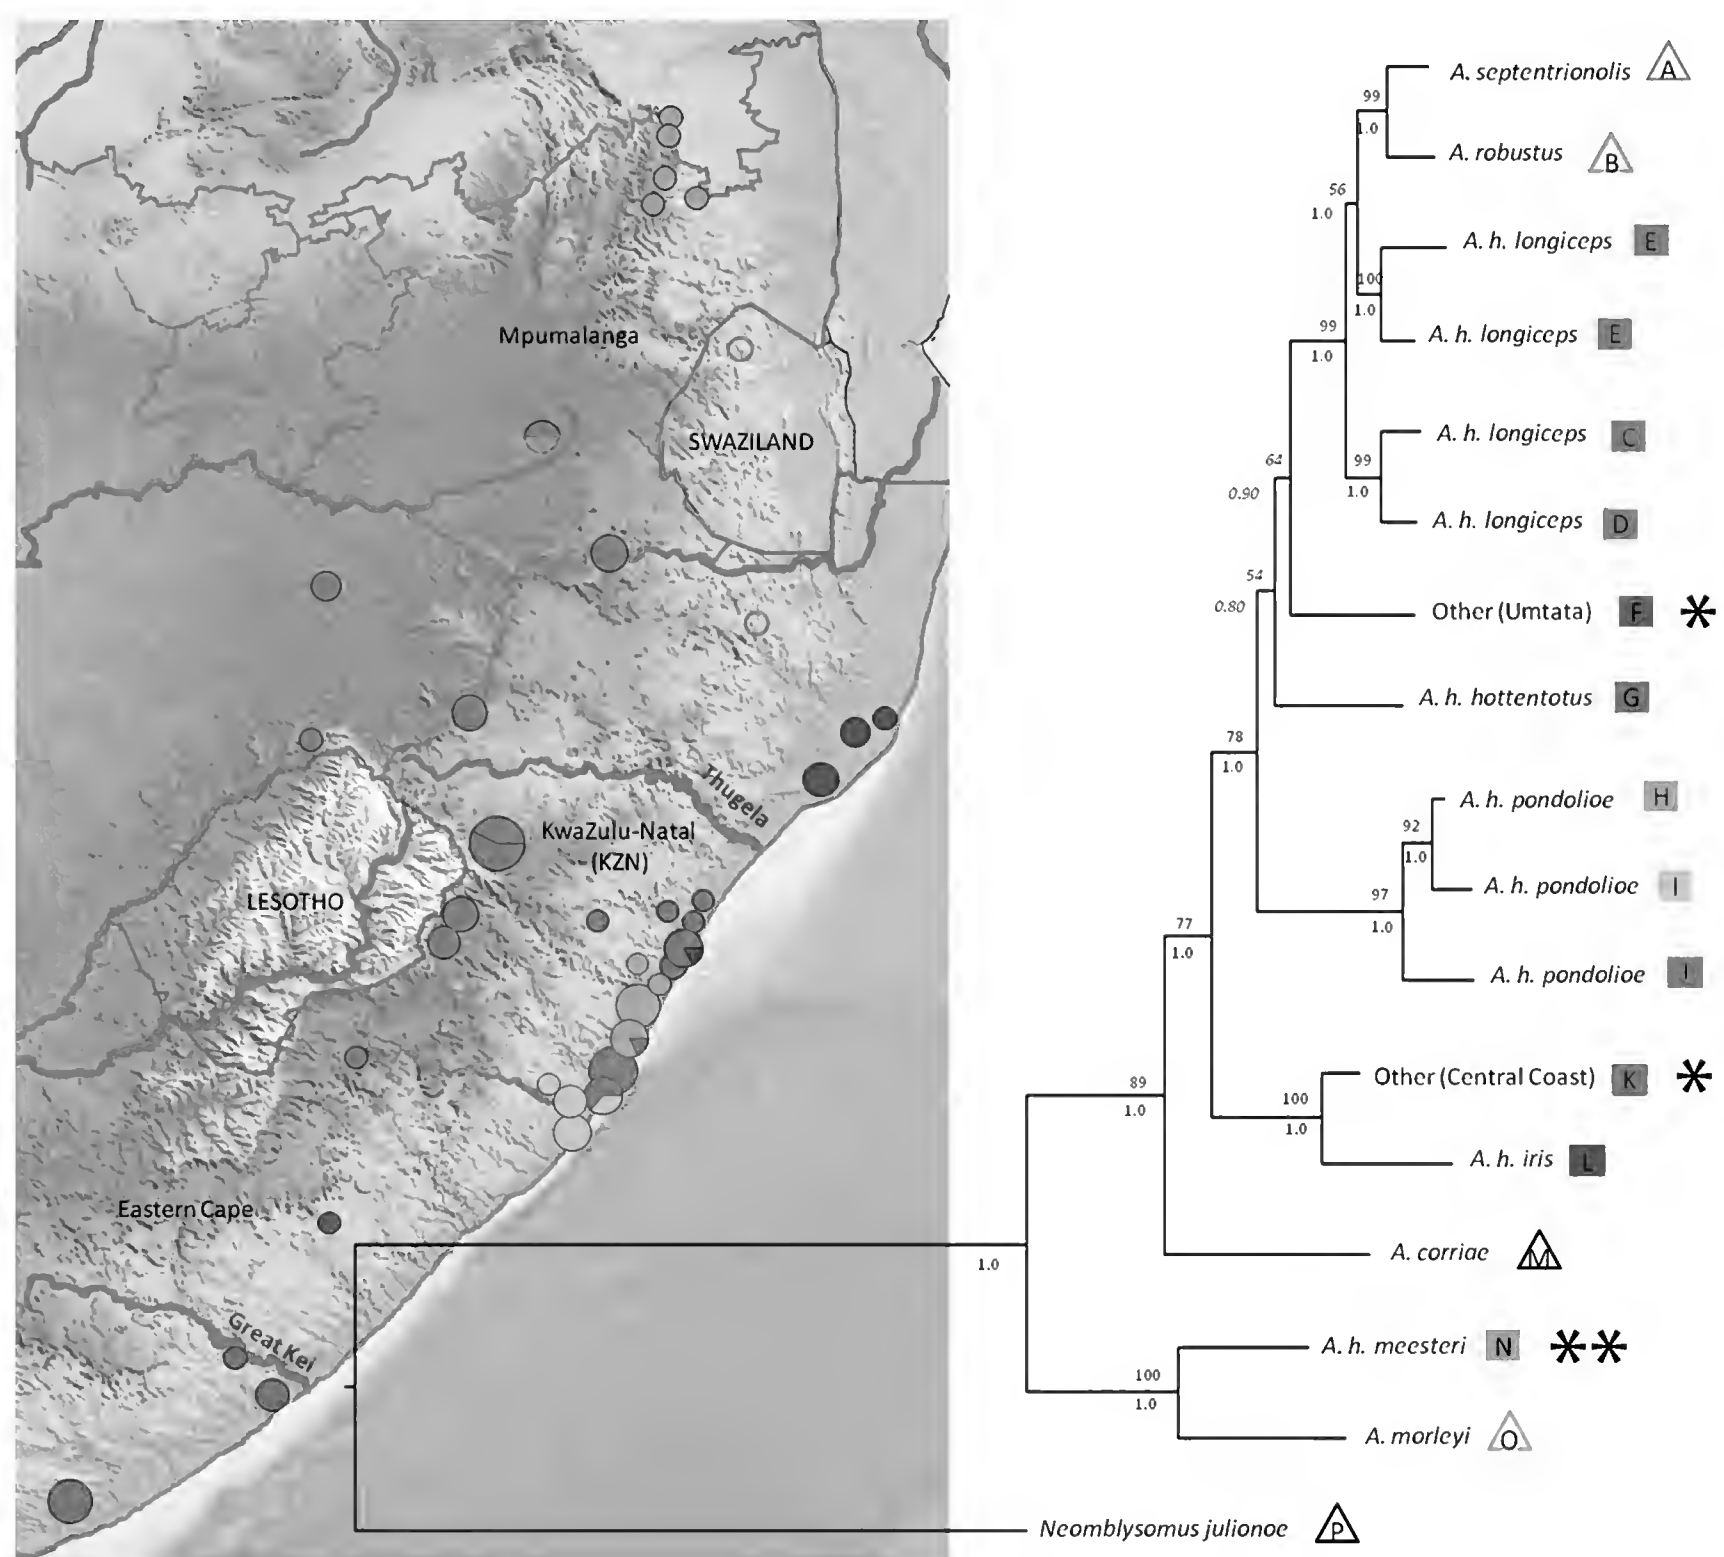 Mpumalanga
SWAZILAND
Thugela
KwaZulu-Natal
(KZN)
LESOTHO
Eastern Cape
Great Kei
A. septentrionolis A
99
1.0
A. robustus B
56
1.0
A. h. longiceps E
100
1.0
A. h. longiceps E
99
1.0
A. h. longiceps C
99
1.0
A. h. longiceps D
64
0.90
Other (Umtata) F *
54
0.80
A. h. hottentotus G
78
1.0
A. h. pondolioe H
92
1.0
A. h. pondolioe I
97
1.0
A. h. pondolioe J
77
1.0
Other (Central Coast) K *
100
1.0
A. h. iris L
89
1.0
A. corriae M
1.0
A. h. meesteri N **
100
1.0
A. morleyi O
Neomblysomus julionoe P